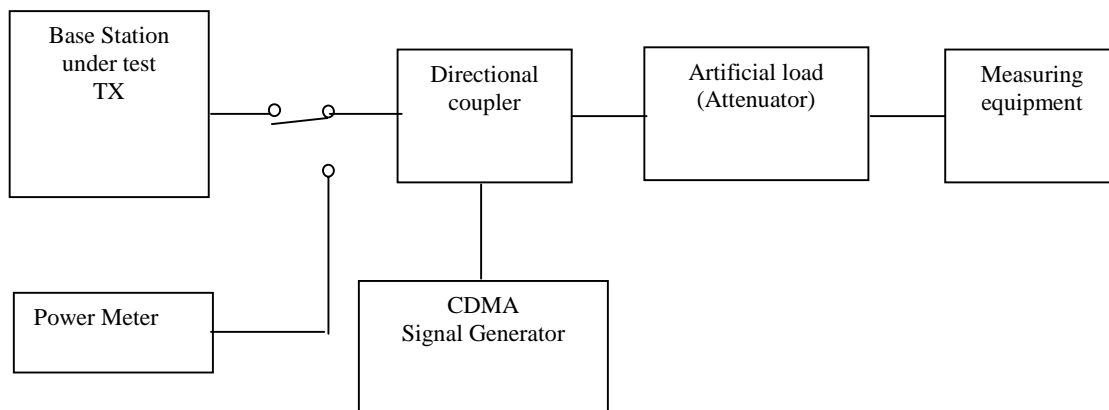 Base Station
under test
TX
Directional
coupler
Artificial load
(Attenuator)
Measuring
equipment
Power Meter
CDMA
Signal Generator